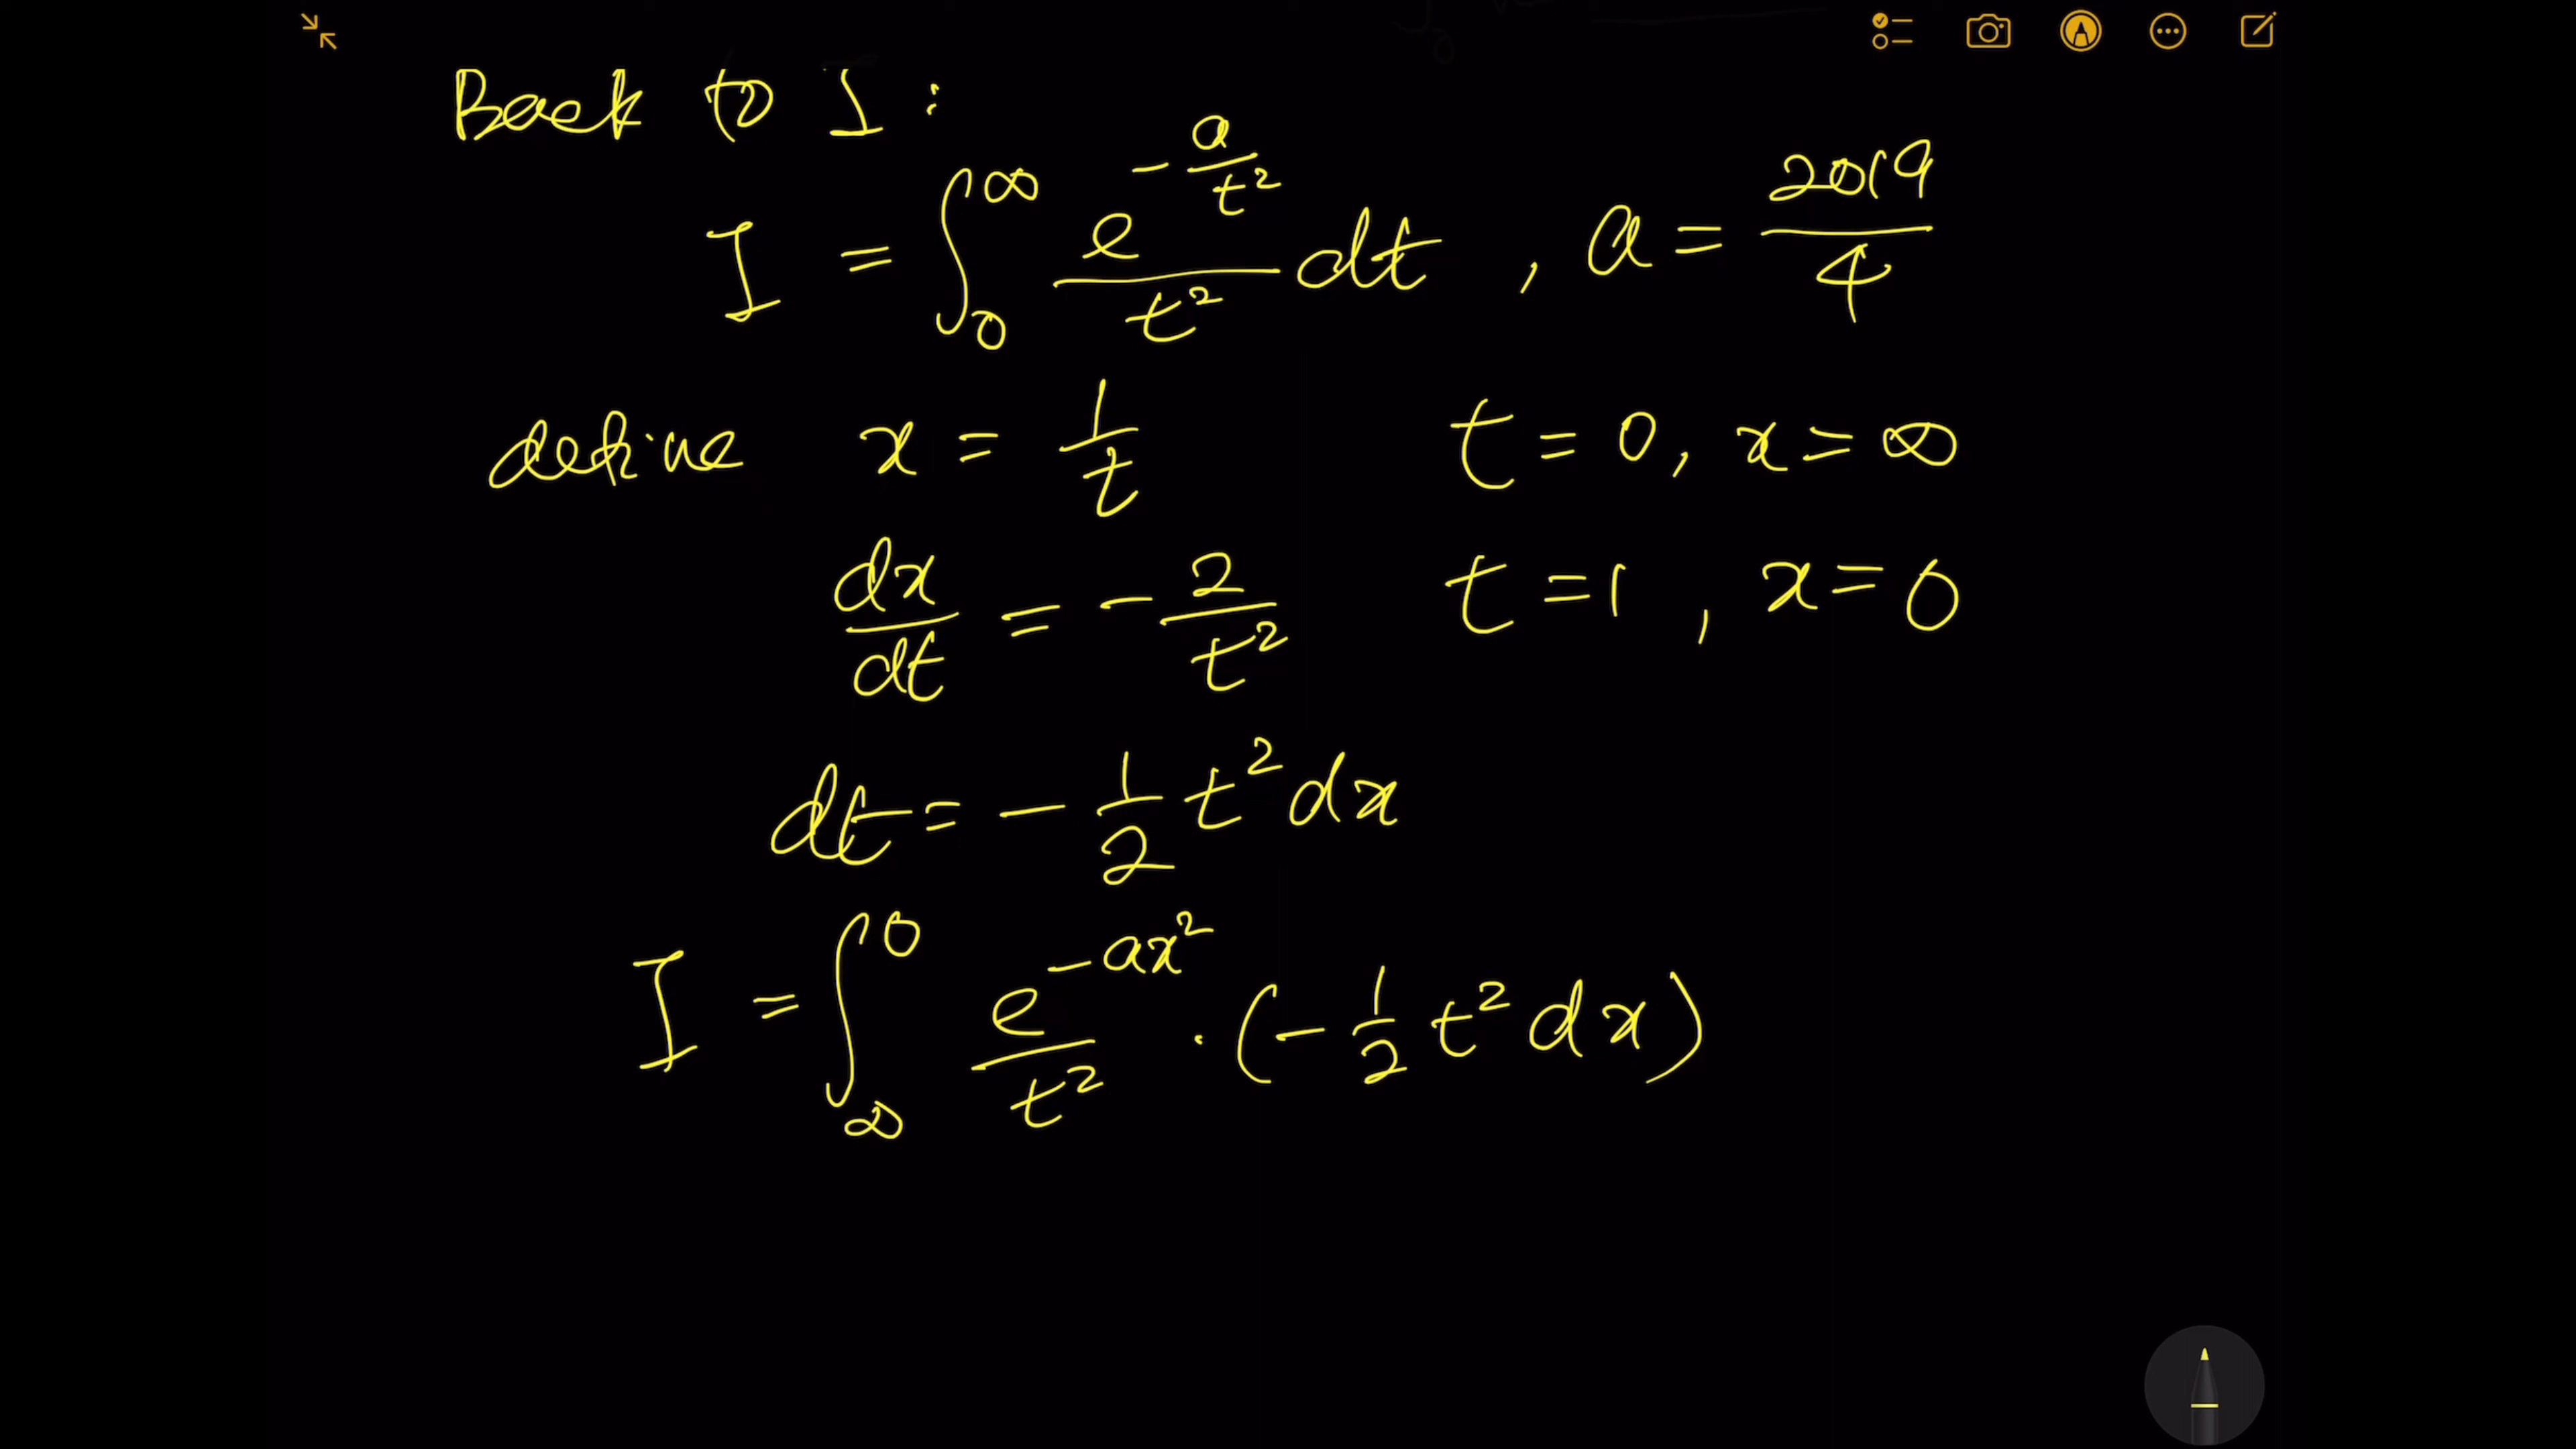 Back to I :
I = ∫₀^∞ e^(-a/t²)/t² dt , a = 2019/4
define x = 1/t t = 0, x = ∞
dx/dt = - 2/t² t = 1 , x = 0
dt = - 1/2 t² dx
I = ∫_∞^0 e^(-ax²)/t² · (- 1/2 t² dx)